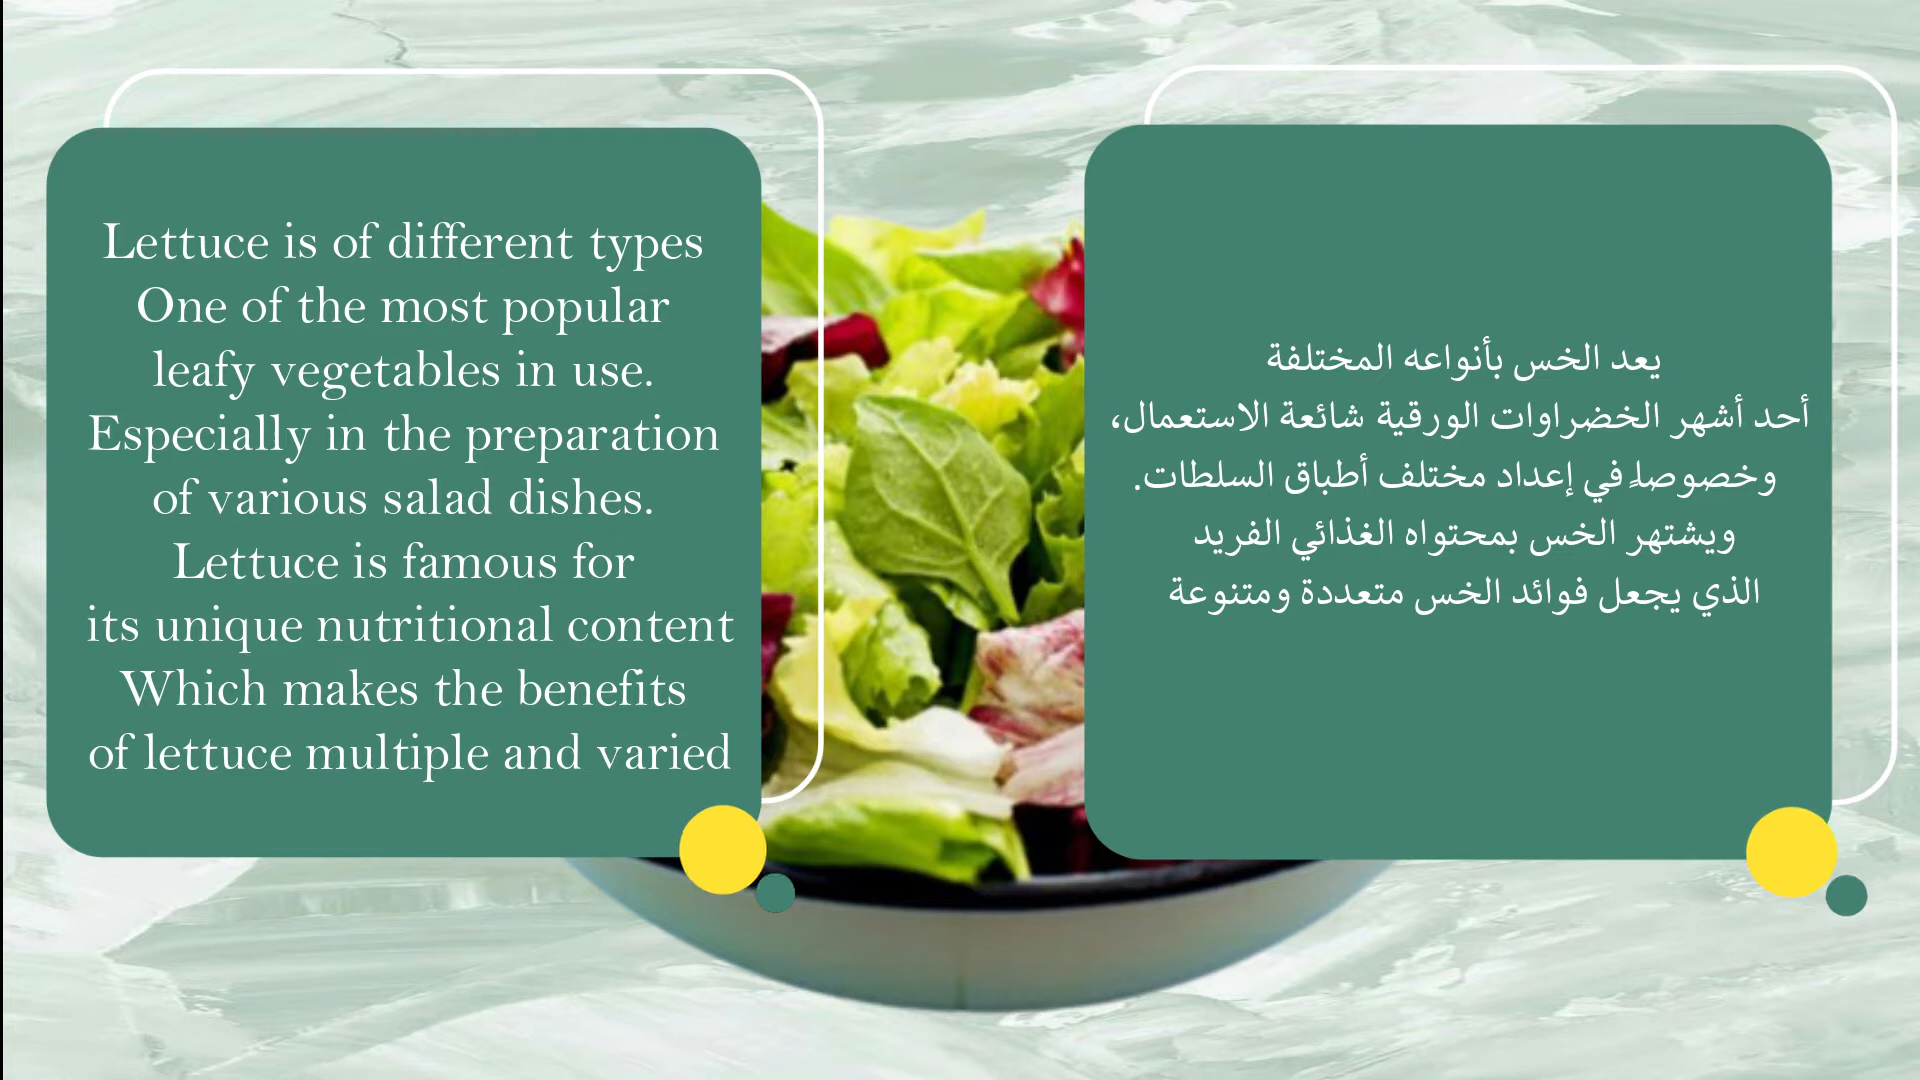 Lettuce is of different types
One of the most popular
leafy vegetables in use.
Especially in the preparation
of various salad dishes.
Lettuce is famous for
its unique nutritional content
Which makes the benefits
of lettuce multiple and varied
يعد الخس بأنواعه المختلفة
أحد أشهر الخضراوات الورقية شائعة الاستعمال،
وخصوصاً في إعداد مختلف أطباق السلطات.
ويشتهر الخس بمحتواه الغذائي الفريد
الذي يجعل فوائد الخس متعددة ومتنوعة